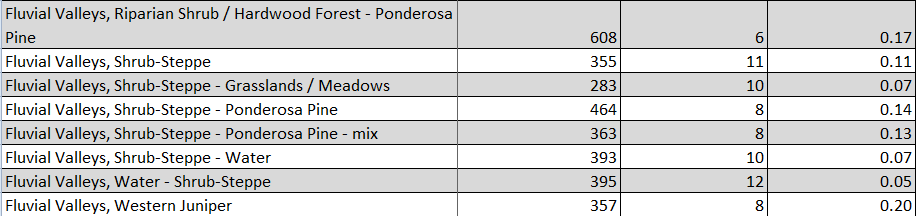 Fluvial Valleys, Riparian Shrub / Hardwood Forest - Ponderosa
Pine 608 6 0.17
Fluvial Valleys, Shrub-Steppe 355 11 0.11
Fluvial Valleys, Shrub-Steppe - Grasslands / Meadows 283 10 0.07
Fluvial Valleys, Shrub-Steppe - Ponderosa Pine 464 8 0.14
Fluvial Valleys, Shrub-Steppe - Ponderosa Pine - mix 363 8 0.13
Fluvial Valleys, Shrub-Steppe - Water 393 10 0.07
Fluvial Valleys, Water - Shrub-Steppe 395 12 0.05
Fluvial Valleys, Western Juniper 357 8 0.20